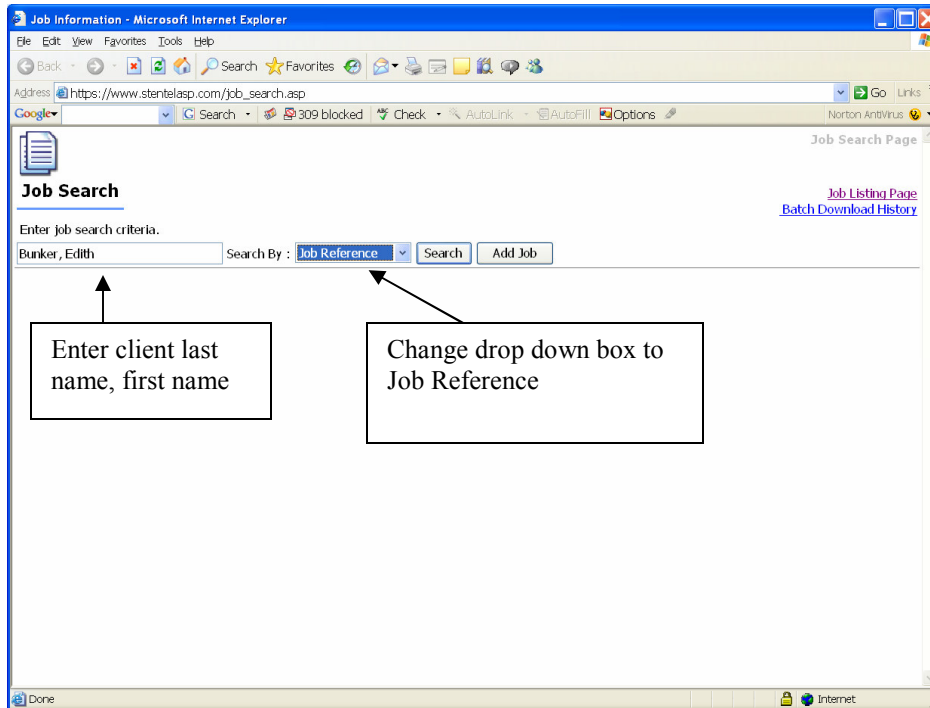 Job Information - Microsoft Internet Explorer
File Edit View Favorites Tools Help
Back Search Favorites
Address https://www.stentelasp.com/job_search.asp Go Links
Google Search 309 blocked Check AutoLink AutoFill Options Norton AntiVirus
Job Search Page
Job Search
Job Listing Page
Batch Download History
Enter job search criteria.
Bunker, Edith Search By : Job Reference Search Add Job
Enter client last
name, first name
Change drop down box to
Job Reference
Done Internet